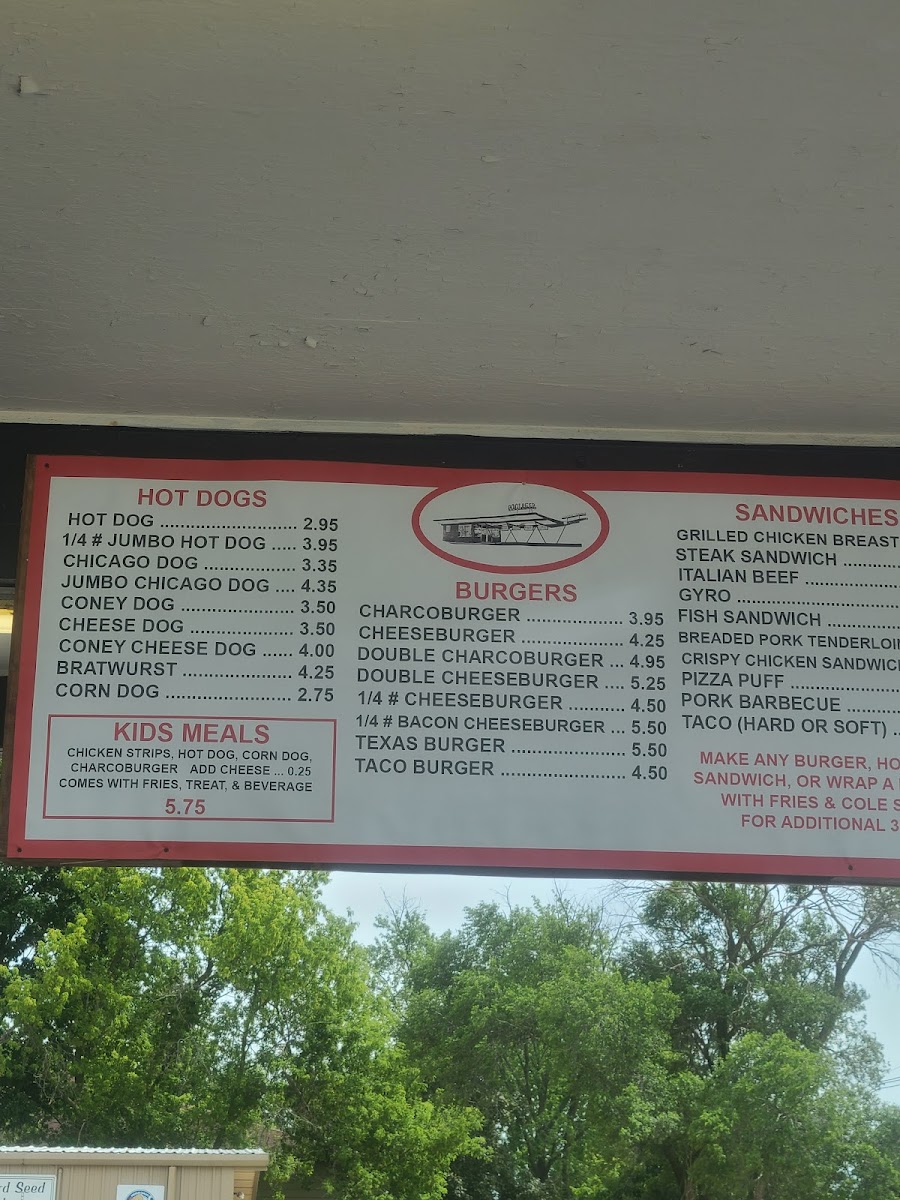 HOT DOGS
HOT DOG ........................ 2.95
1/4 # JUMBO HOT DOG ..... 3.95
CHICAGO DOG ................ 3.35
JUMBO CHICAGO DOG .... 4.35
CONEY DOG .................... 3.50
CHEESE DOG .................. 3.50
CONEY CHEESE DOG ...... 4.00
BRATWURST ................... 4.25
CORN DOG ...................... 2.75
KIDS MEALS
CHICKEN STRIPS, HOT DOG, CORN DOG,
CHARCOBURGER ADD CHEESE ... 0.25
COMES WITH FRIES, TREAT, & BEVERAGE
5.75
BURGERS
CHARCOBURGER .................. 3.95
CHEESEBURGER .................... 4.25
DOUBLE CHARCOBURGER ... 4.95
DOUBLE CHEESEBURGER .... 5.25
1/4 # CHEESEBURGER ........... 4.50
1/4 # BACON CHEESEBURGER ... 5.50
TEXAS BURGER ...................... 5.50
TACO BURGER ........................ 4.50
SANDWICHES
GRILLED CHICKEN BREAST
STEAK SANDWICH ..........
ITALIAN BEEF .................
GYRO .............................
FISH SANDWICH .............
BREADED PORK TENDERLOIN
CRISPY CHICKEN SANDWICH
PIZZA PUFF ...................
PORK BARBECUE ..........
TACO (HARD OR SOFT) ..
MAKE ANY BURGER,
SANDWICH, OR WRAP A
WITH FRIES & COLE
FOR ADDITIONAL 3
Seed